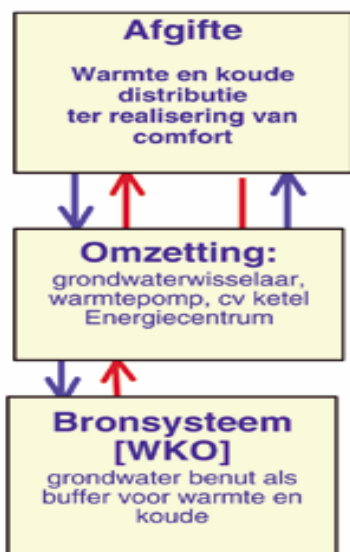 Afgifte
Warmte en koude
distributie
ter realisering van
comfort
Omzetting:
grondwaterwisselaar,
warmtepomp, cv ketel
Energiecentrum
Bronsysteem
[WKO]
grondwater benut als
buffer voor warmte en
koude